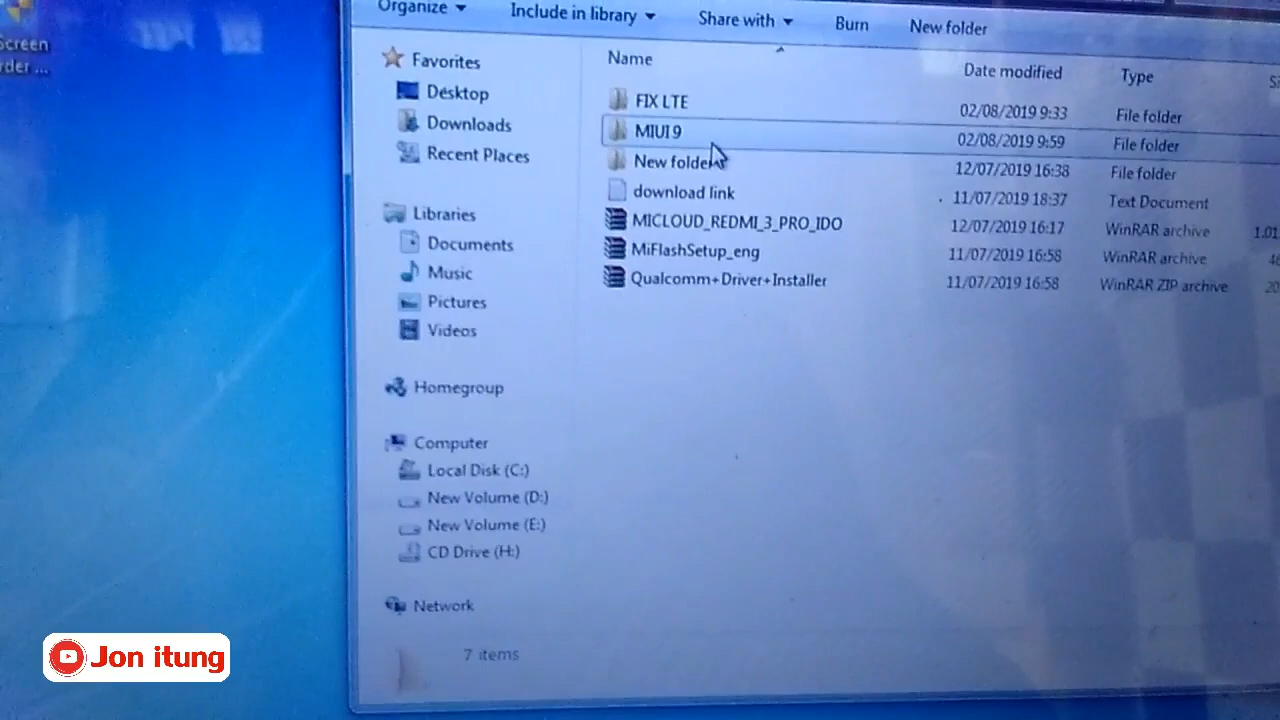 Screen
rder ...
Organize
Include in library
Share with
Burn
New folder
Name
Date modified
Type
Favorites
Desktop
Downloads
Recent Places
Libraries
Documents
Music
Pictures
Videos
Homegroup
Computer
Local Disk (C:)
New Volume (D:)
New Volume (E:)
CD Drive (H:)
Network
FIX LTE 02/08/2019 9:33 File folder
MIUI 9 02/08/2019 9:59 File folder
New folder 12/07/2019 16:38 File folder
download link 11/07/2019 18:37 Text Document
MICLOUD_REDMI_3_PRO_IDO 12/07/2019 16:17 WinRAR archive 1.01
MiFlashSetup_eng 11/07/2019 16:58 WinRAR archive
Qualcomm+Driver+Installer 11/07/2019 16:58 WinRAR ZIP archive 20
7 items
Jon itung